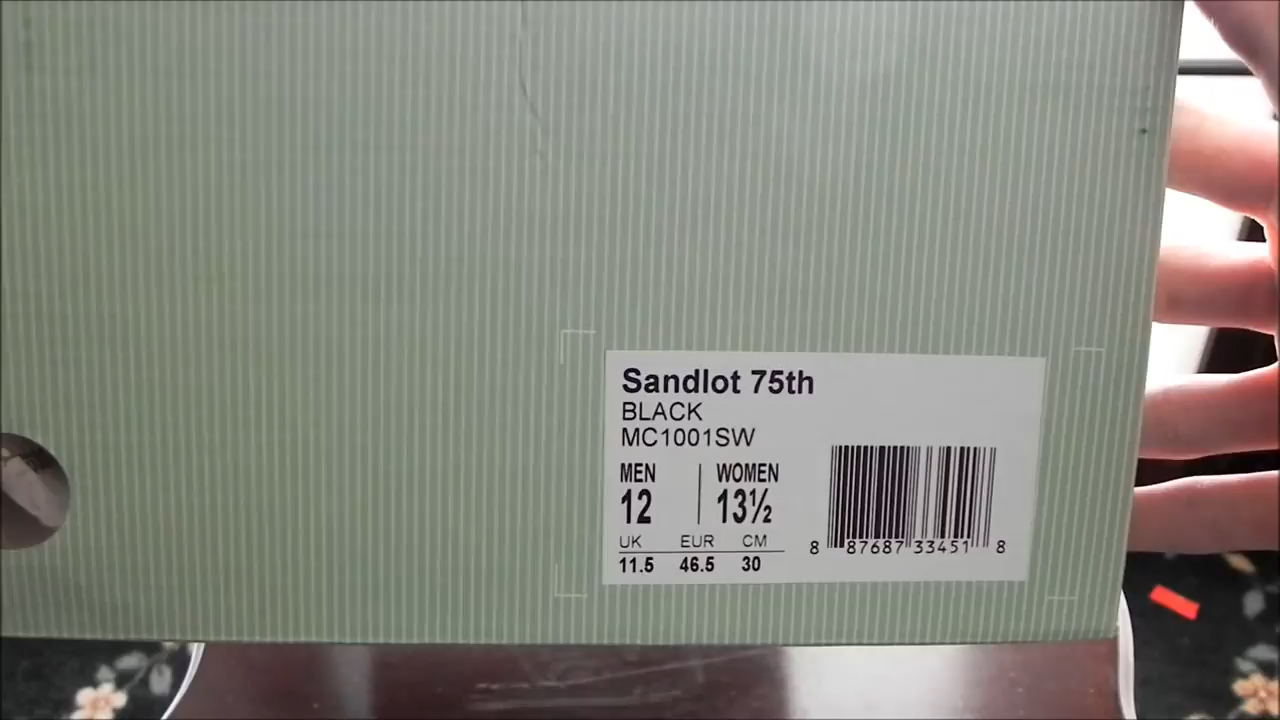 Sandlot 75th
BLACK
MC1001SW
MEN | WOMEN
12 | 13½
UK EUR CM
11.5 46.5 30
8 87687 33451 8